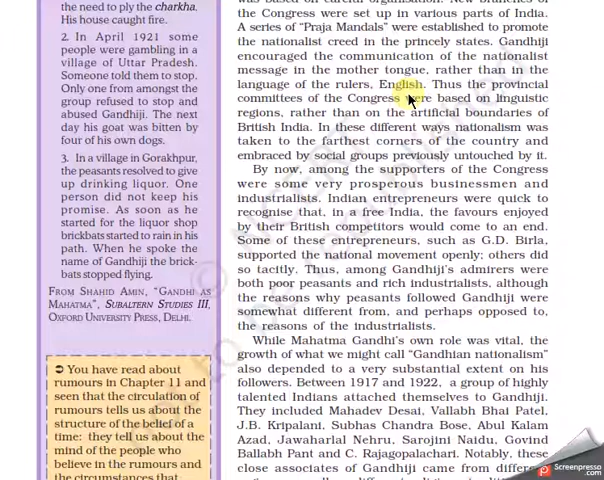 the need to ply the charkha.
His house caught fire.
2. In April 1921 some
people were gambling in a
village of Uttar Pradesh.
Someone told them to stop.
Only one from amongst the
group refused to stop and
abused Gandhiji. The next
day his goat was bitten by
four of his own dogs.
3. In a village in Gorakhpur,
the peasants resolved to give
up drinking liquor. One
person did not keep his
promise. As soon as he
started for the liquor shop
brickbats started to rain in his
path. When he spoke the
name of Gandhiji the brick-
bats stopped flying.
FROM SHAHID AMIN, "GANDHI AS
MAHATMA", SUBALTERN STUDIES III,
OXFORD UNIVERSITY PRESS, DELHI.
You have read about
rumours in Chapter 11 and
seen that the circulation of
rumours tells us about the
structure of the belief of a
time: they tell us about the
mind of the people who
believe in the rumours and
the circumstances that
the Congress were set up in various parts of India.
A series of "Praja Mandals" were established to promote
the nationalist creed in the princely states. Gandhiji
encouraged the communication of the nationalist
message in the mother tongue, rather than in the
language of the rulers, English. Thus the provincial
committees of the Congress were based on linguistic
regions, rather than on the artificial boundaries of
British India. In these different ways nationalism was
taken to the farthest corners of the country and
embraced by social groups previously untouched by it.
By now, among the supporters of the Congress
were some very prosperous businessmen and
industrialists. Indian entrepreneurs were quick to
recognise that, in a free India, the favours enjoyed
by their British competitors would come to an end.
Some of these entrepreneurs, such as G.D. Birla,
supported the national movement openly; others did
so tacitly. Thus, among Gandhiji's admirers were
both poor peasants and rich industrialists, although
the reasons why peasants followed Gandhiji were
somewhat different from, and perhaps opposed to,
the reasons of the industrialists.
While Mahatma Gandhi's own role was vital, the
growth of what we might call "Gandhian nationalism"
also depended to a very substantial extent on his
followers. Between 1917 and 1922, a group of highly
talented Indians attached themselves to Gandhiji.
They included Mahadev Desai, Vallabh Bhai Patel,
J.B. Kripalani, Subhas Chandra Bose, Abul Kalam
Azad, Jawaharlal Nehru, Sarojini Naidu, Govind
Ballabh Pant and C. Rajagopalachari. Notably, these
close associates of Gandhiji came from
Screenpresso